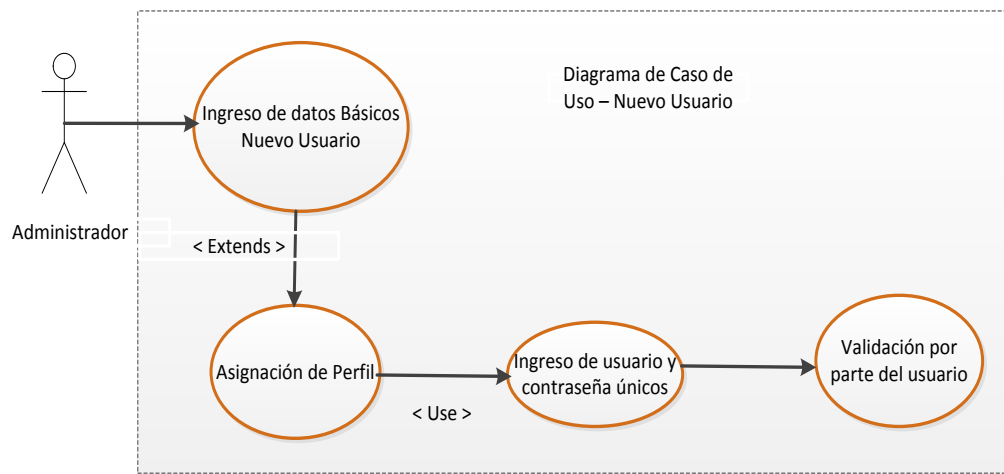 Diagrama de Caso de
Uso – Nuevo Usuario
Ingreso de datos Básicos
Nuevo Usuario
Administrador
< Extends >
Asignación de Perfil
< Use >
Ingreso de usuario y
contraseña únicos
Validación por
parte del usuario